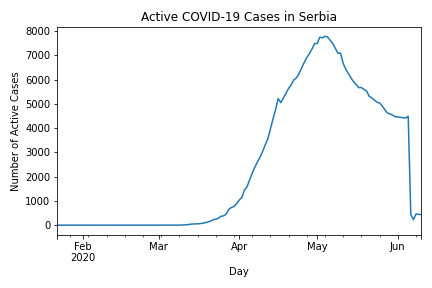 Active COVID-19 Cases in Serbia
Number of Active Cases
8000
7000
6000
5000
4000
3000
2000
1000
0
Feb Mar Apr May Jun
2020
Day